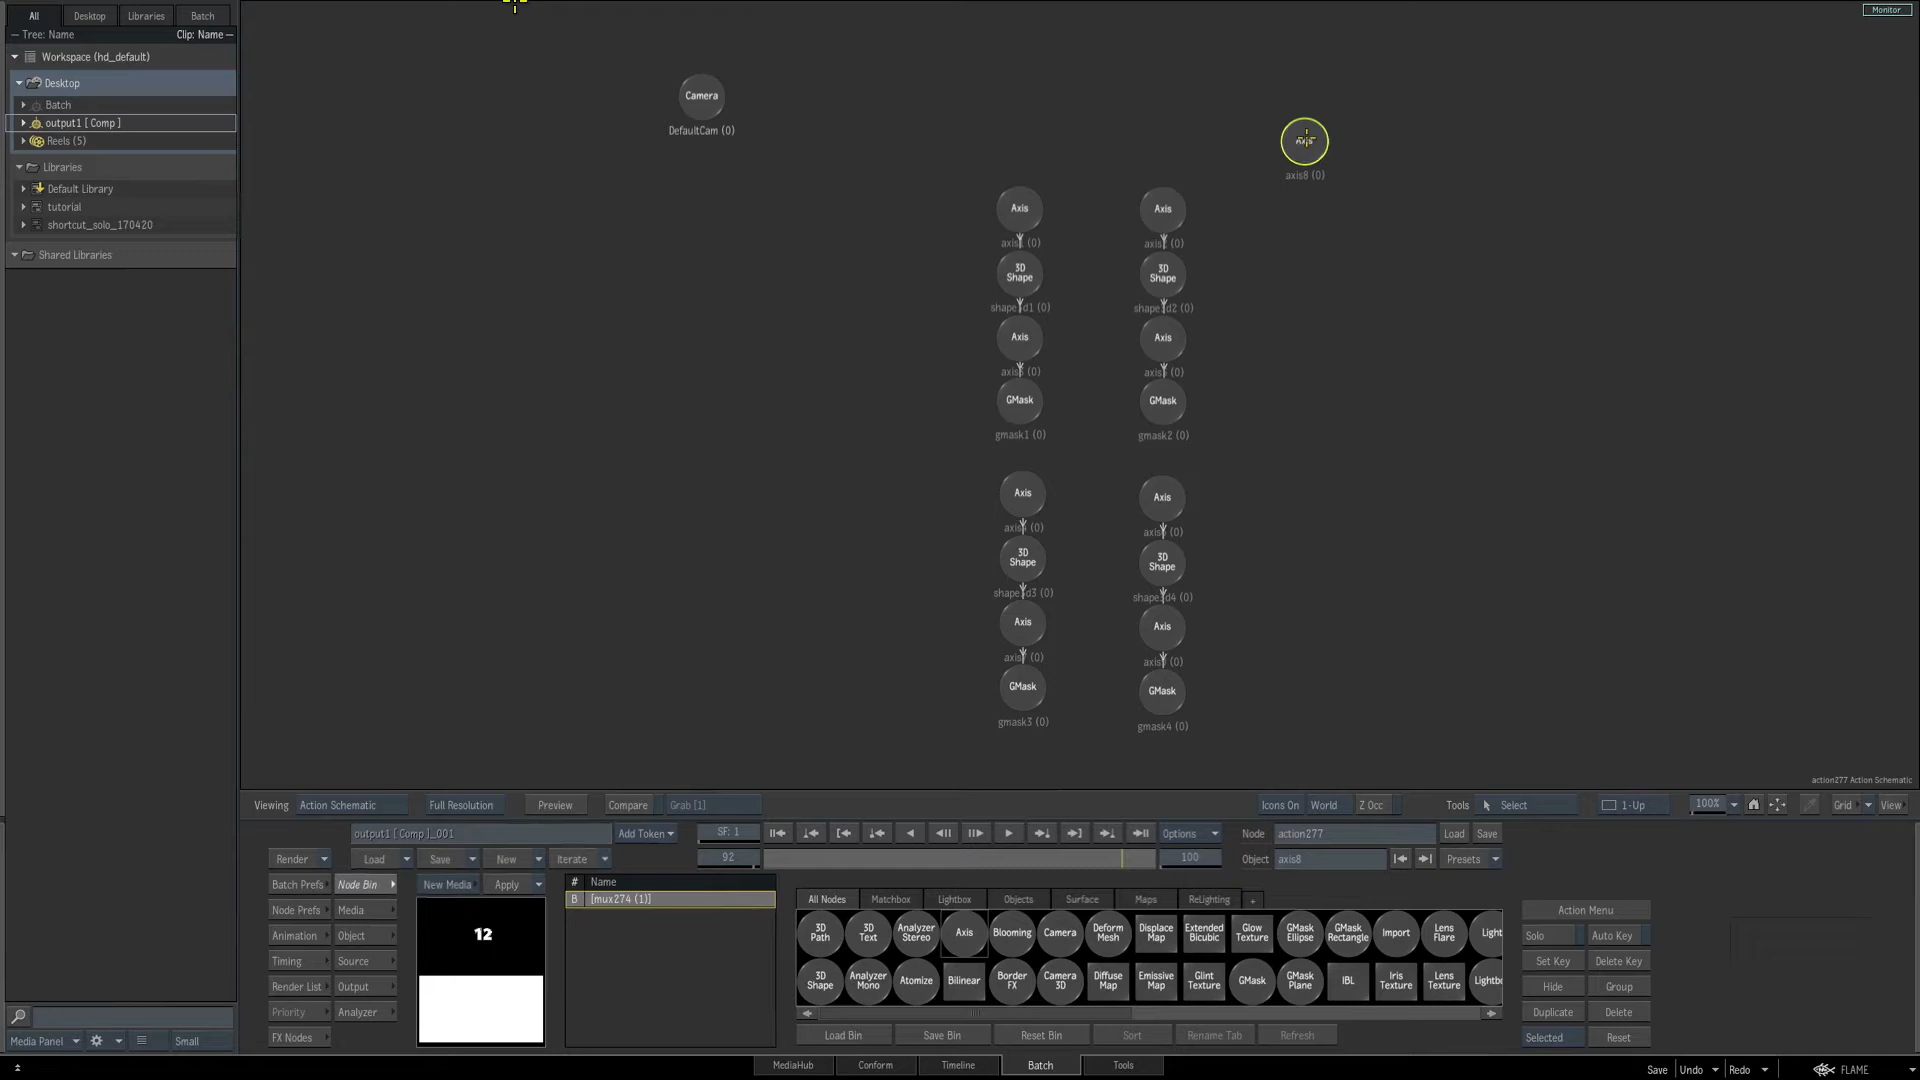 All
Desktop
Libraries
Batch
Tree: Name
Clip: Name
Workspace (hd_default)
Desktop
Batch
output1 [ Comp ]
Reels (5)
Libraries
Default Library
tutorial
shortcut_solo_170420
Shared Libraries
Monitor
Camera
DefaultCam (0)
axis8 (0)
Axis
Axis
3D
Shape
3D
Shape
Axis
Axis
GMask
GMask
gmask1 (0)
gmask2 (0)
Axis
Axis
3D
Shape
3D
Shape
Axis
Axis
GMask
GMask
gmask3 (0)
gmask4 (0)
action277 Action Schematic
Viewing
Action Schematic
Full Resolution
Preview
Compare
Grab [1]
Icons On
World
Z Occ
Tools
Select
1-Up
100%
Grid
View
output1 [ Comp ]_001
Add Token
SF: 1
Options
Node
action277
Load
Save
Render
Load
Save
New
Iterate
92
100
Object
axis8
Presets
Batch Prefs
Node Bin
New Media
Apply
# Name
B [mux274 (1)]
All Nodes
Matchbox
Lightbox
Objects
Surface
Maps
ReLighting
+
Node Prefs
Media
Animation
Object
Timing
Source
Render List
Output
Priority
Analyzer
FX Nodes
12
3D
Path
3D
Text
Analyzer
Stereo
Axis
Blooming
Camera
Deform
Mesh
Displace
Map
Extended
Bicubic
Glow
Texture
GMask
Ellipse
GMask
Rectangle
Import
Lens
Flare
Light
3D
Shape
Analyzer
Mono
Atomize
Bilinear
Border
FX
Camera
3D
Diffuse
Map
Emissive
Map
Glint
Texture
GMask
GMask
Plane
IBL
Iris
Texture
Lens
Texture
Lightbo
Load Bin
Save Bin
Reset Bin
Sort
Rename Tab
Refresh
Action Menu
Solo
Auto Key
Set Key
Delete Key
Hide
Group
Duplicate
Delete
Selected
Reset
Media Panel
Small
MediaHub
Conform
Timeline
Batch
Tools
Save
Undo
Redo
FLAME